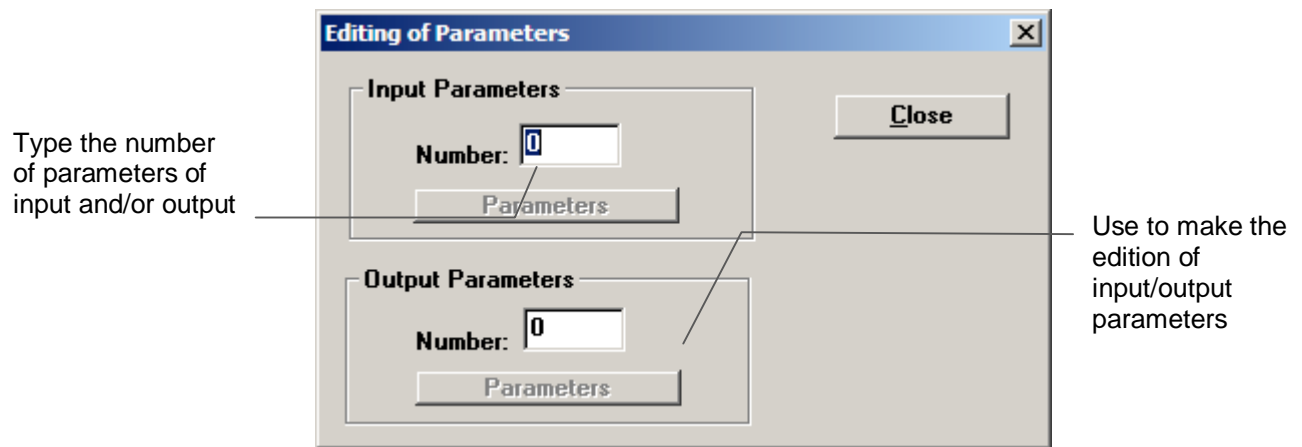 Editing of Parameters
Input Parameters
Close
Number: 0
Parameters
Type the number
of parameters of
input and/or output
Output Parameters
Number: 0
Parameters
Use to make the
edition of
input/output
parameters